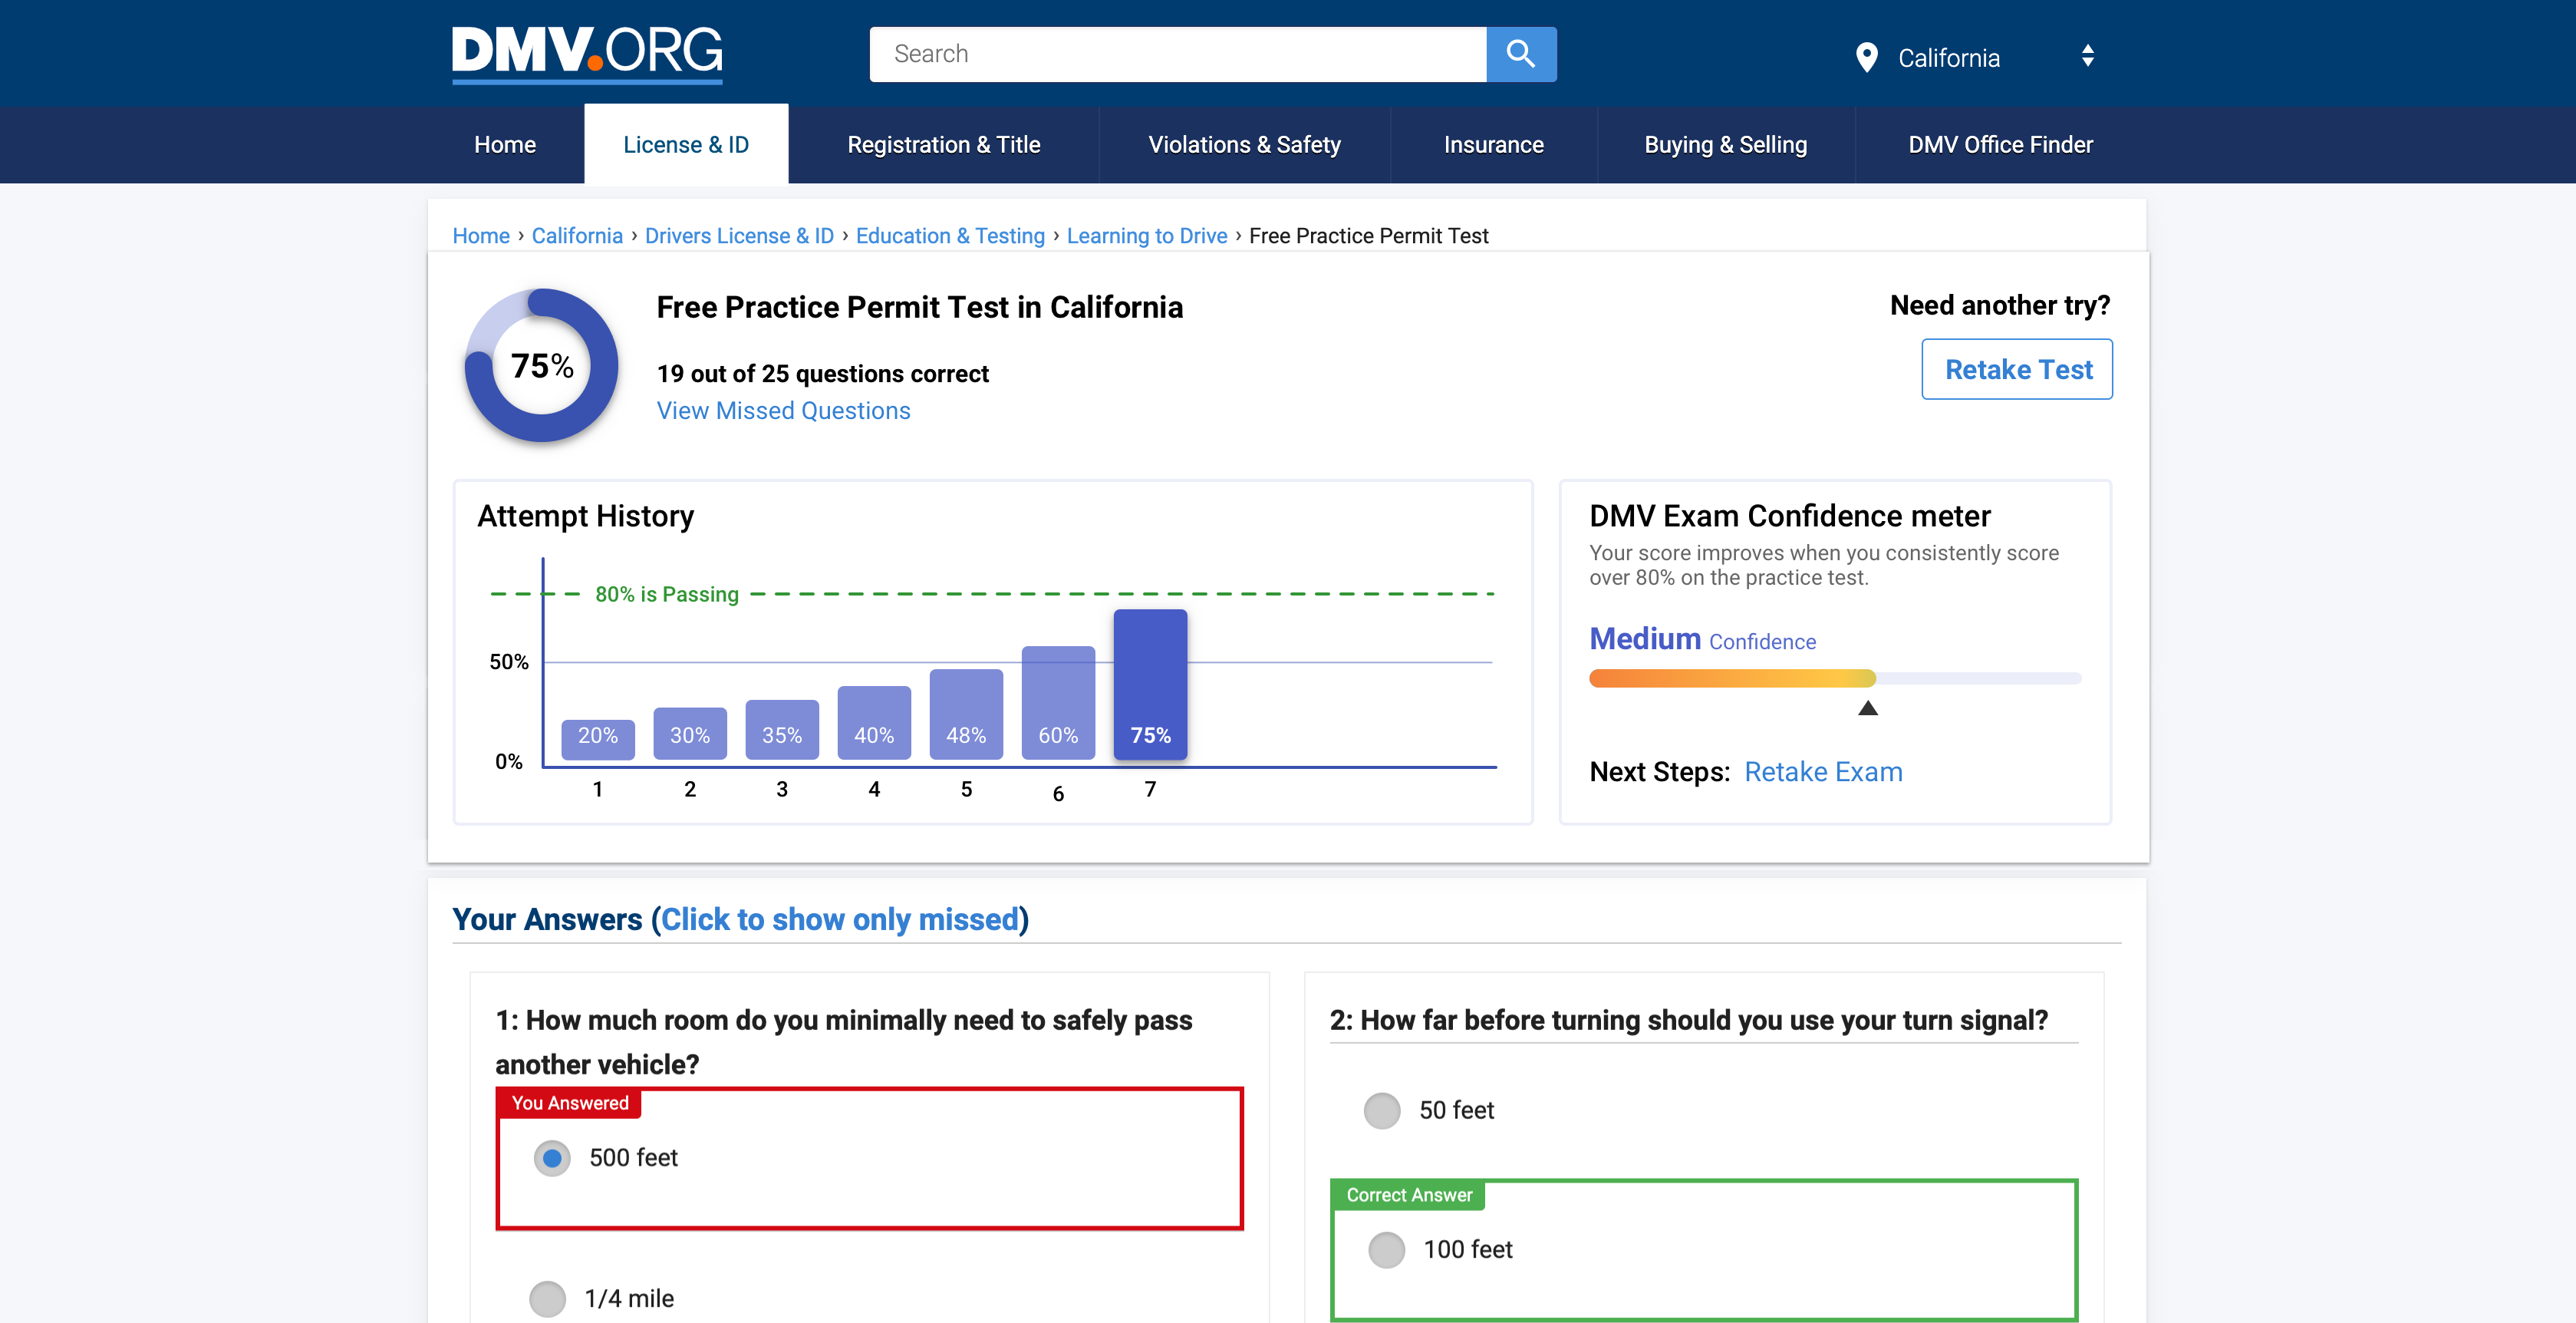 DMV.ORG
Search
California
Home
License & ID
Registration & Title
Violations & Safety
Insurance
Buying & Selling
DMV Office Finder
Home › California › Drivers License & ID › Education & Testing › Learning to Drive › Free Practice Permit Test
75%
Free Practice Permit Test in California
19 out of 25 questions correct
View Missed Questions
Need another try?
Retake Test
Attempt History
80% is Passing
50%
0%
20%
30%
35%
40%
48%
60%
75%
1
2
3
4
5
6
7
DMV Exam Confidence meter
Your score improves when you consistently score
over 80% on the practice test.
Medium Confidence
Next Steps: Retake Exam
Your Answers (Click to show only missed)
1: How much room do you minimally need to safely pass
another vehicle?
You Answered
500 feet
1/4 mile
2: How far before turning should you use your turn signal?
50 feet
Correct Answer
100 feet